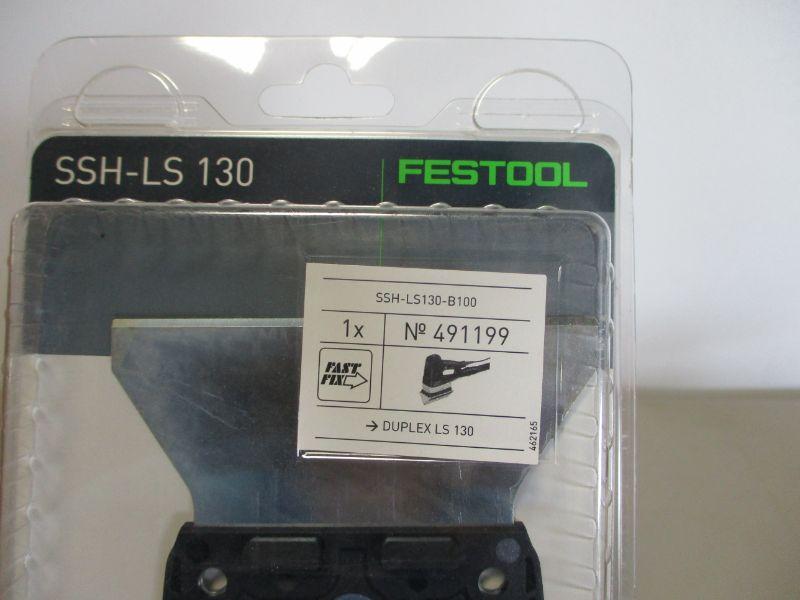 SSH-LS 130
FESTOOL
SSH-LS130-B100
1x
Nº 491199
FAST
FIX
→ DUPLEX LS 130
462165